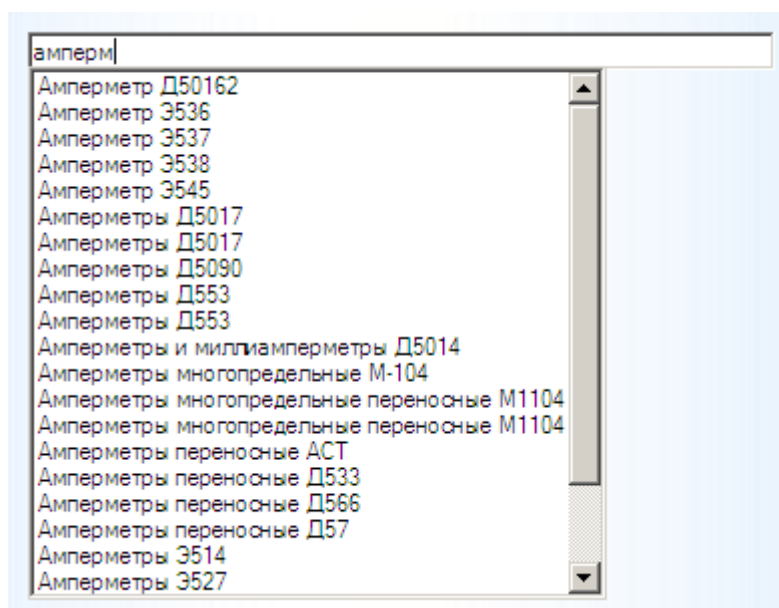 амперм
Амперметр Д50162
Амперметр Э536
Амперметр Э537
Амперметр Э538
Амперметр Э545
Амперметры Д5017
Амперметры Д5017
Амперметры Д5090
Амперметры Д553
Амперметры Д553
Амперметры и миллиамперметры Д5014
Амперметры многопредельные М-104
Амперметры многопредельные переносные М1104
Амперметры многопредельные переносные М1104
Амперметры переносные АСТ
Амперметры переносные Д533
Амперметры переносные Д566
Амперметры переносные Д57
Амперметры Э514
Амперметры Э527